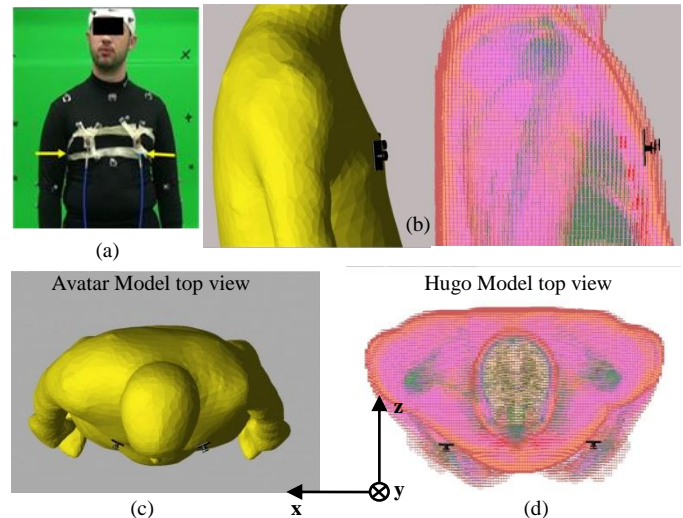 (a)
(b)
Avatar Model top view
Hugo Model top view
z
x
y
(c)
(d)